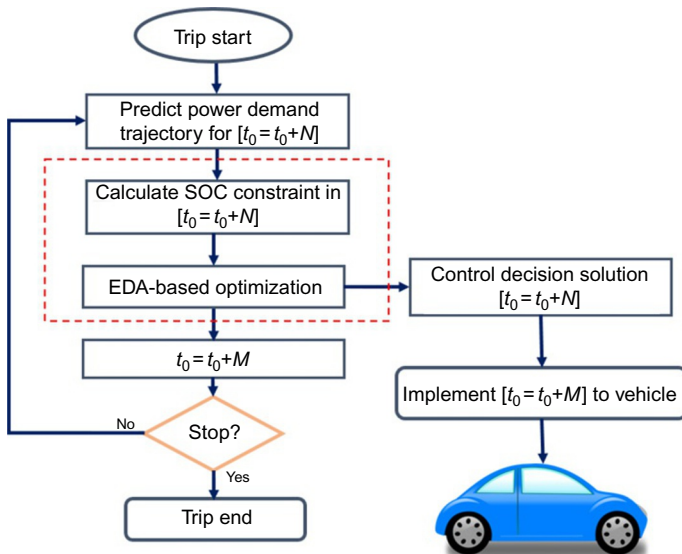 Trip start
Predict power demand
trajectory for [t₀ = t₀+N]
Calculate SOC constraint in
[t₀ = t₀+N]
EDA-based optimization
Control decision solution
[t₀ = t₀+N]
t₀ = t₀+M
Implement [t₀ = t₀+M] to vehicle
No
Stop?
Yes
Trip end